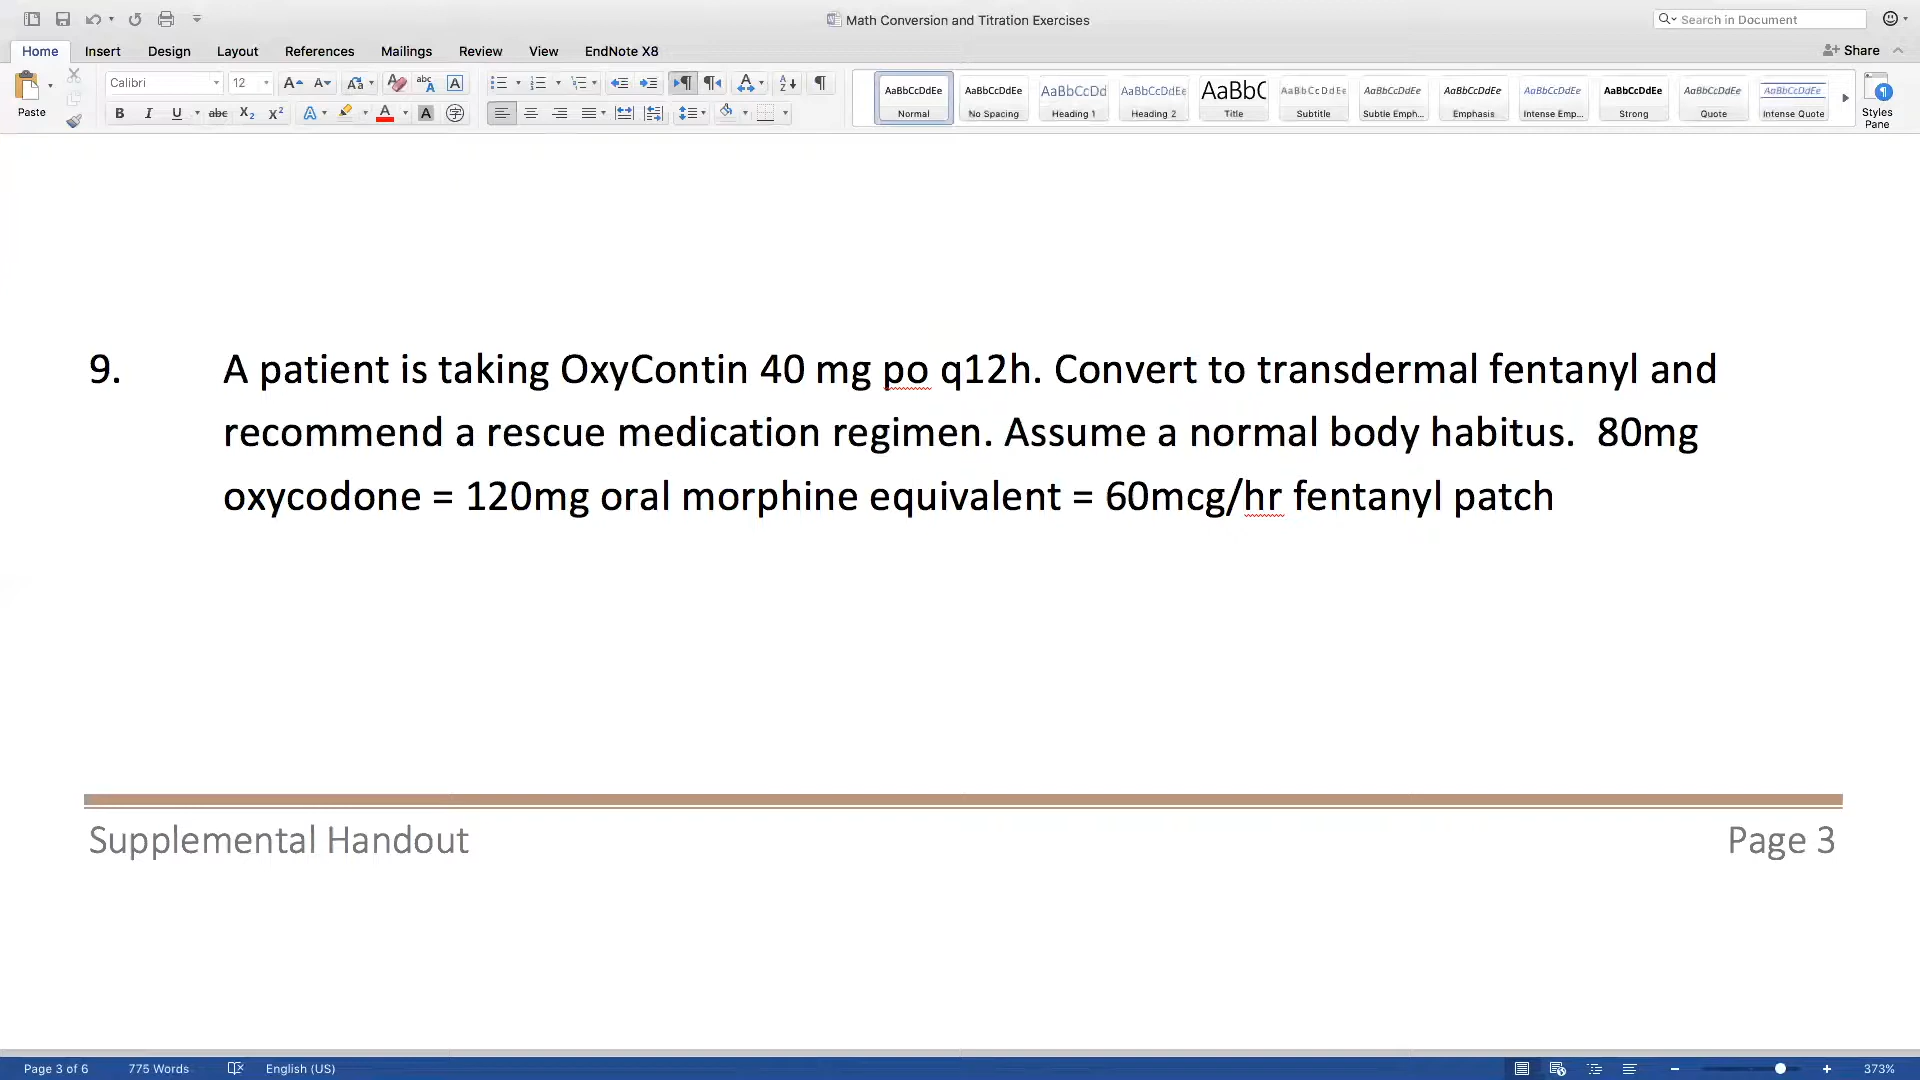 Math Conversion and Titration Exercises
Search in Document
Home Insert Design Layout References Mailings Review View EndNote X8
Share
Paste
Calibri 12
AaBbCcDdEe AaBbCcDdEe AaBbCcDd AaBbCcDdEe AaBbC AaBbCcDdEe AaBbCcDdEe AaBbCcDdEe AaBbCcDdEe AaBbCcDdEe AaBbCcDdEe AaBbCcDdEe
Normal No Spacing Heading 1 Heading 2 Title Subtitle Subtle Emph... Emphasis Intense Emp... Strong Quote Intense Quote
Styles
Pane
9. A patient is taking OxyContin 40 mg po q12h. Convert to transdermal fentanyl and
recommend a rescue medication regimen. Assume a normal body habitus. 80mg
oxycodone = 120mg oral morphine equivalent = 60mcg/hr fentanyl patch
Supplemental Handout Page 3
Page 3 of 6 775 Words English (US) 373%